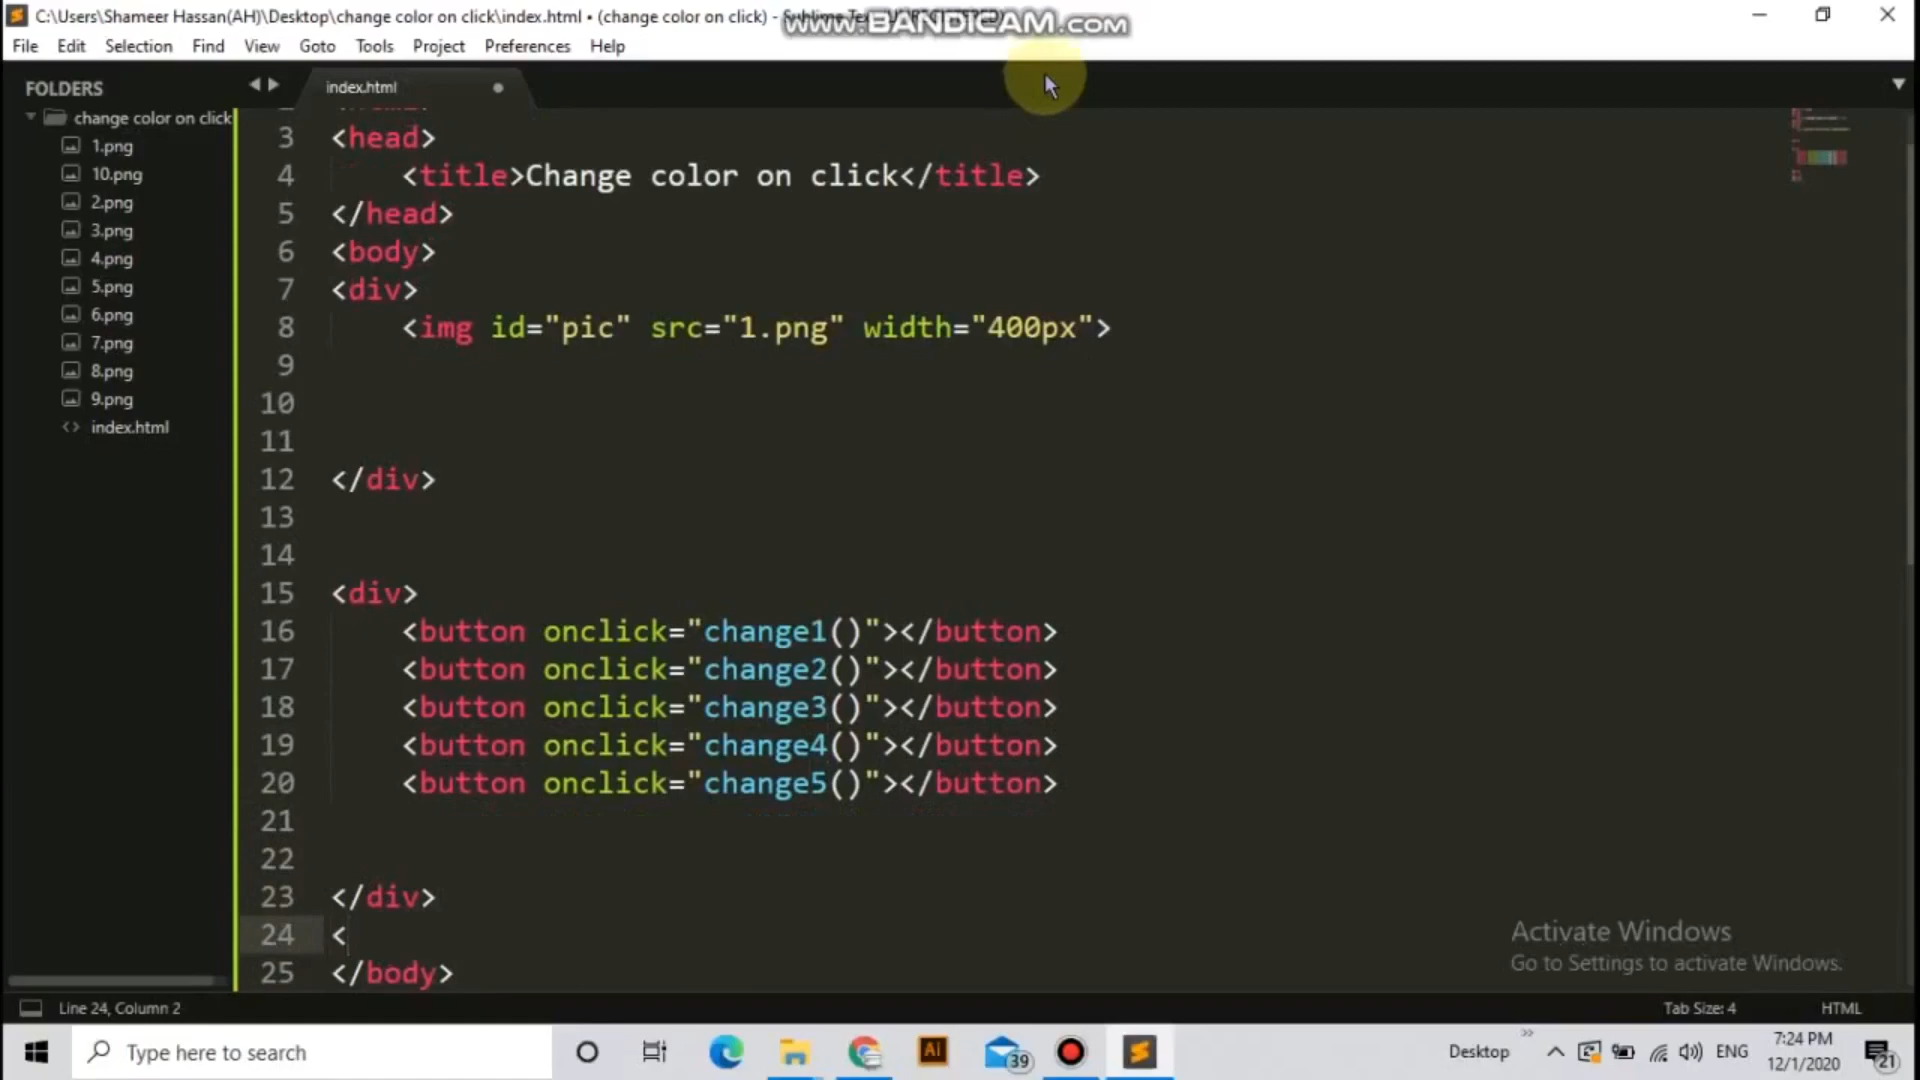 C:\Users\Shameer Hassan(AH)\Desktop\change color on click\index.html • (change color on click) - Sublime Text (UNREGISTERED)
www.BANDICAM.com
File Edit Selection Find View Goto Tools Project Preferences Help
FOLDERS
index.html
change color on click
1.png
10.png
2.png
3.png
4.png
5.png
6.png
7.png
8.png
9.png
index.html
3 <head>
4 <title>Change color on click</title>
5 </head>
6 <body>
7 <div>
8 <img id="pic" src="1.png" width="400px">
9
10
11
12 </div>
13
14
15 <div>
16 <button onclick="change1()"></button>
17 <button onclick="change2()"></button>
18 <button onclick="change3()"></button>
19 <button onclick="change4()"></button>
20 <button onclick="change5()"></button>
21
22
23 </div>
24 <
25 </body>
Activate Windows
Go to Settings to activate Windows.
Line 24, Column 2
Tab Size: 4
HTML
Type here to search
Ai
39
Desktop
ENG
7:24 PM
12/1/2020
21